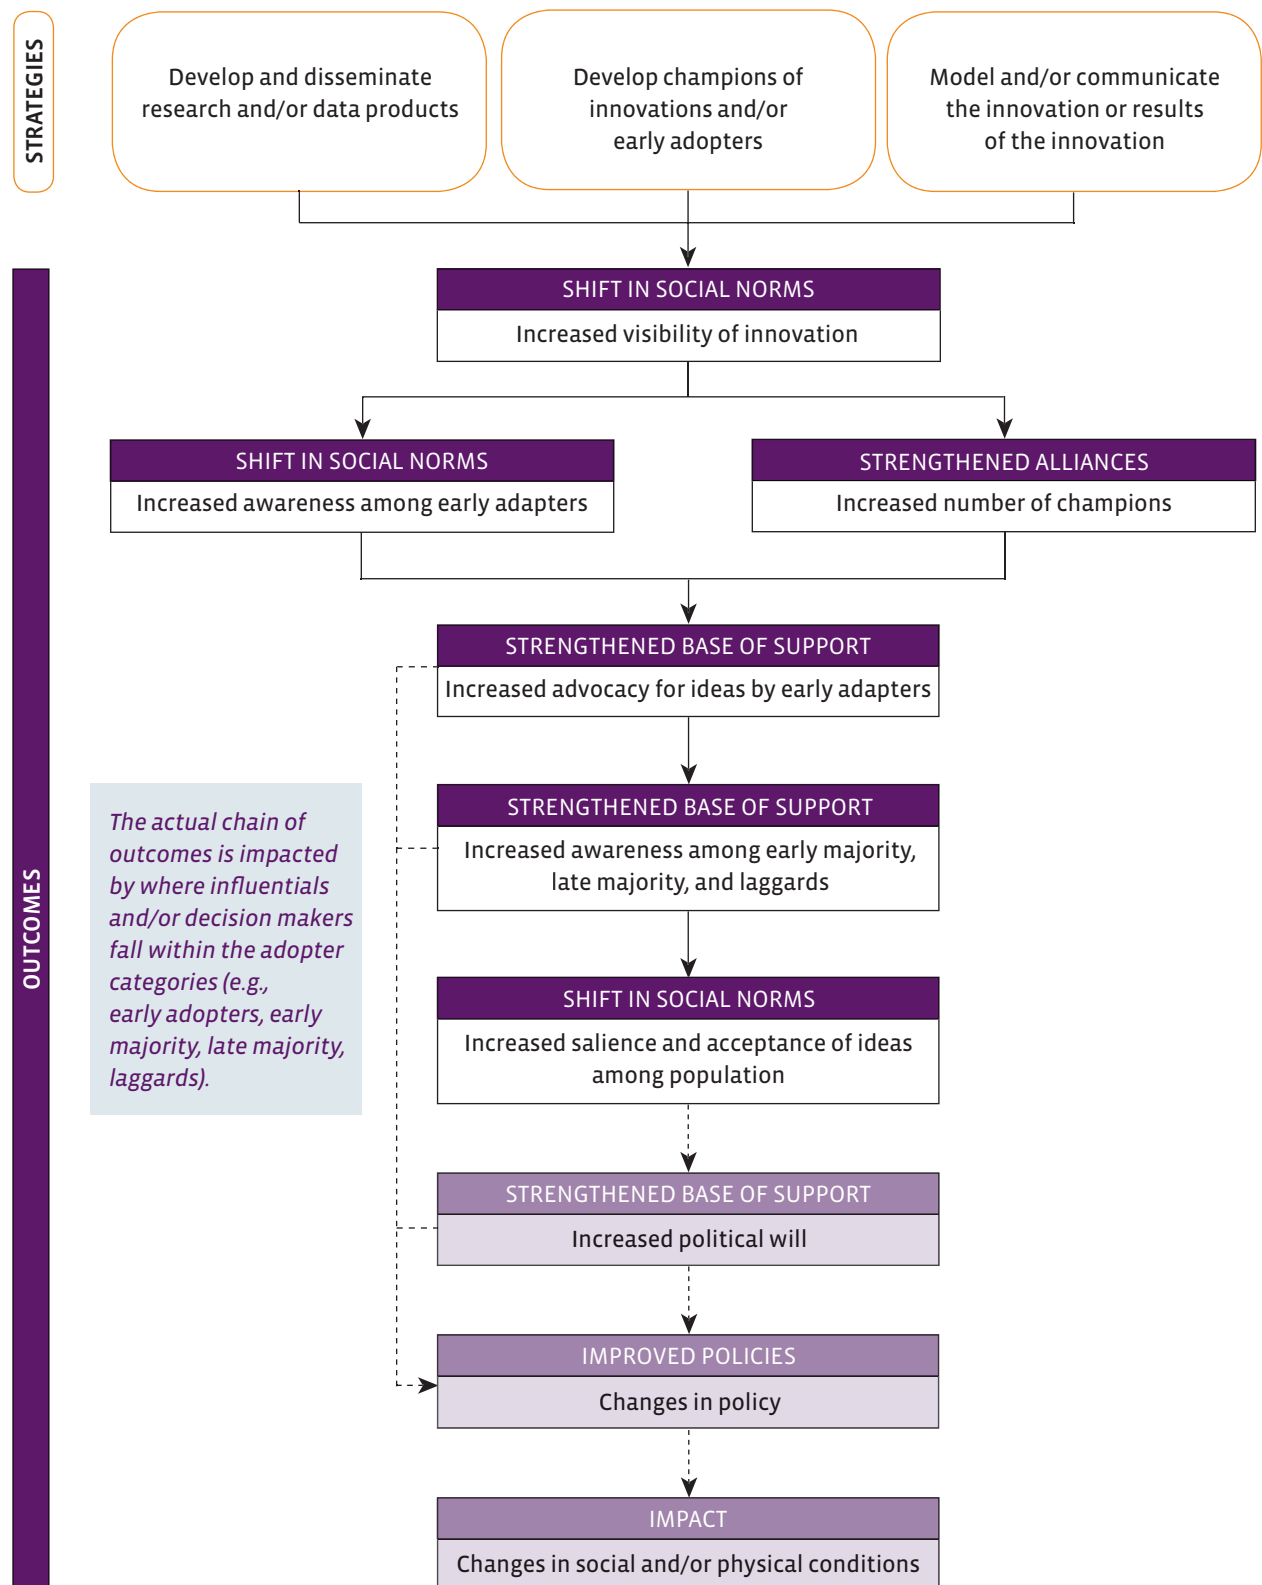 STRATEGIES
Develop and disseminate
research and/or data products
Develop champions of
innovations and/or
early adopters
Model and/or communicate
the innovation or results
of the innovation
OUTCOMES
SHIFT IN SOCIAL NORMS
Increased visibility of innovation
SHIFT IN SOCIAL NORMS
Increased awareness among early adapters
STRENGTHENED ALLIANCES
Increased number of champions
STRENGTHENED BASE OF SUPPORT
Increased advocacy for ideas by early adapters
STRENGTHENED BASE OF SUPPORT
Increased awareness among early majority,
late majority, and laggards
The actual chain of
outcomes is impacted
by where influentials
and/or decision makers
fall within the adopter
categories (e.g.,
early adopters, early
majority, late majority,
laggards).
SHIFT IN SOCIAL NORMS
Increased salience and acceptance of ideas
among population
STRENGTHENED BASE OF SUPPORT
Increased political will
IMPROVED POLICIES
Changes in policy
IMPACT
Changes in social and/or physical conditions